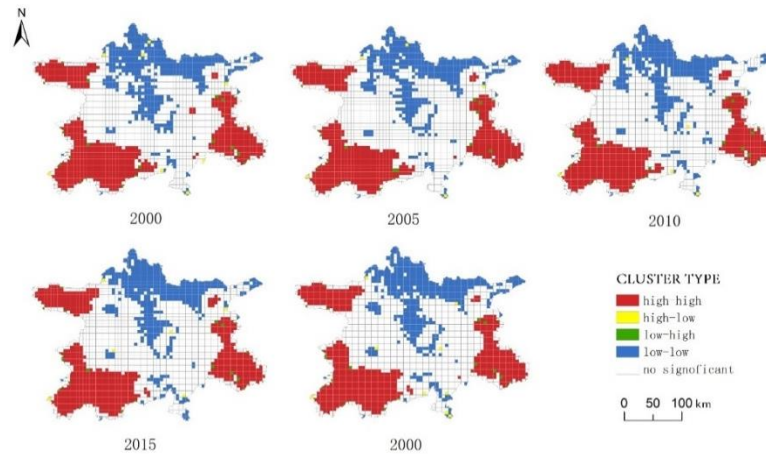 N
2000
2005
2010
2015
2000
CLUSTER TYPE
high high
high-low
low-high
low-low
no signoficant
0 50 100 km